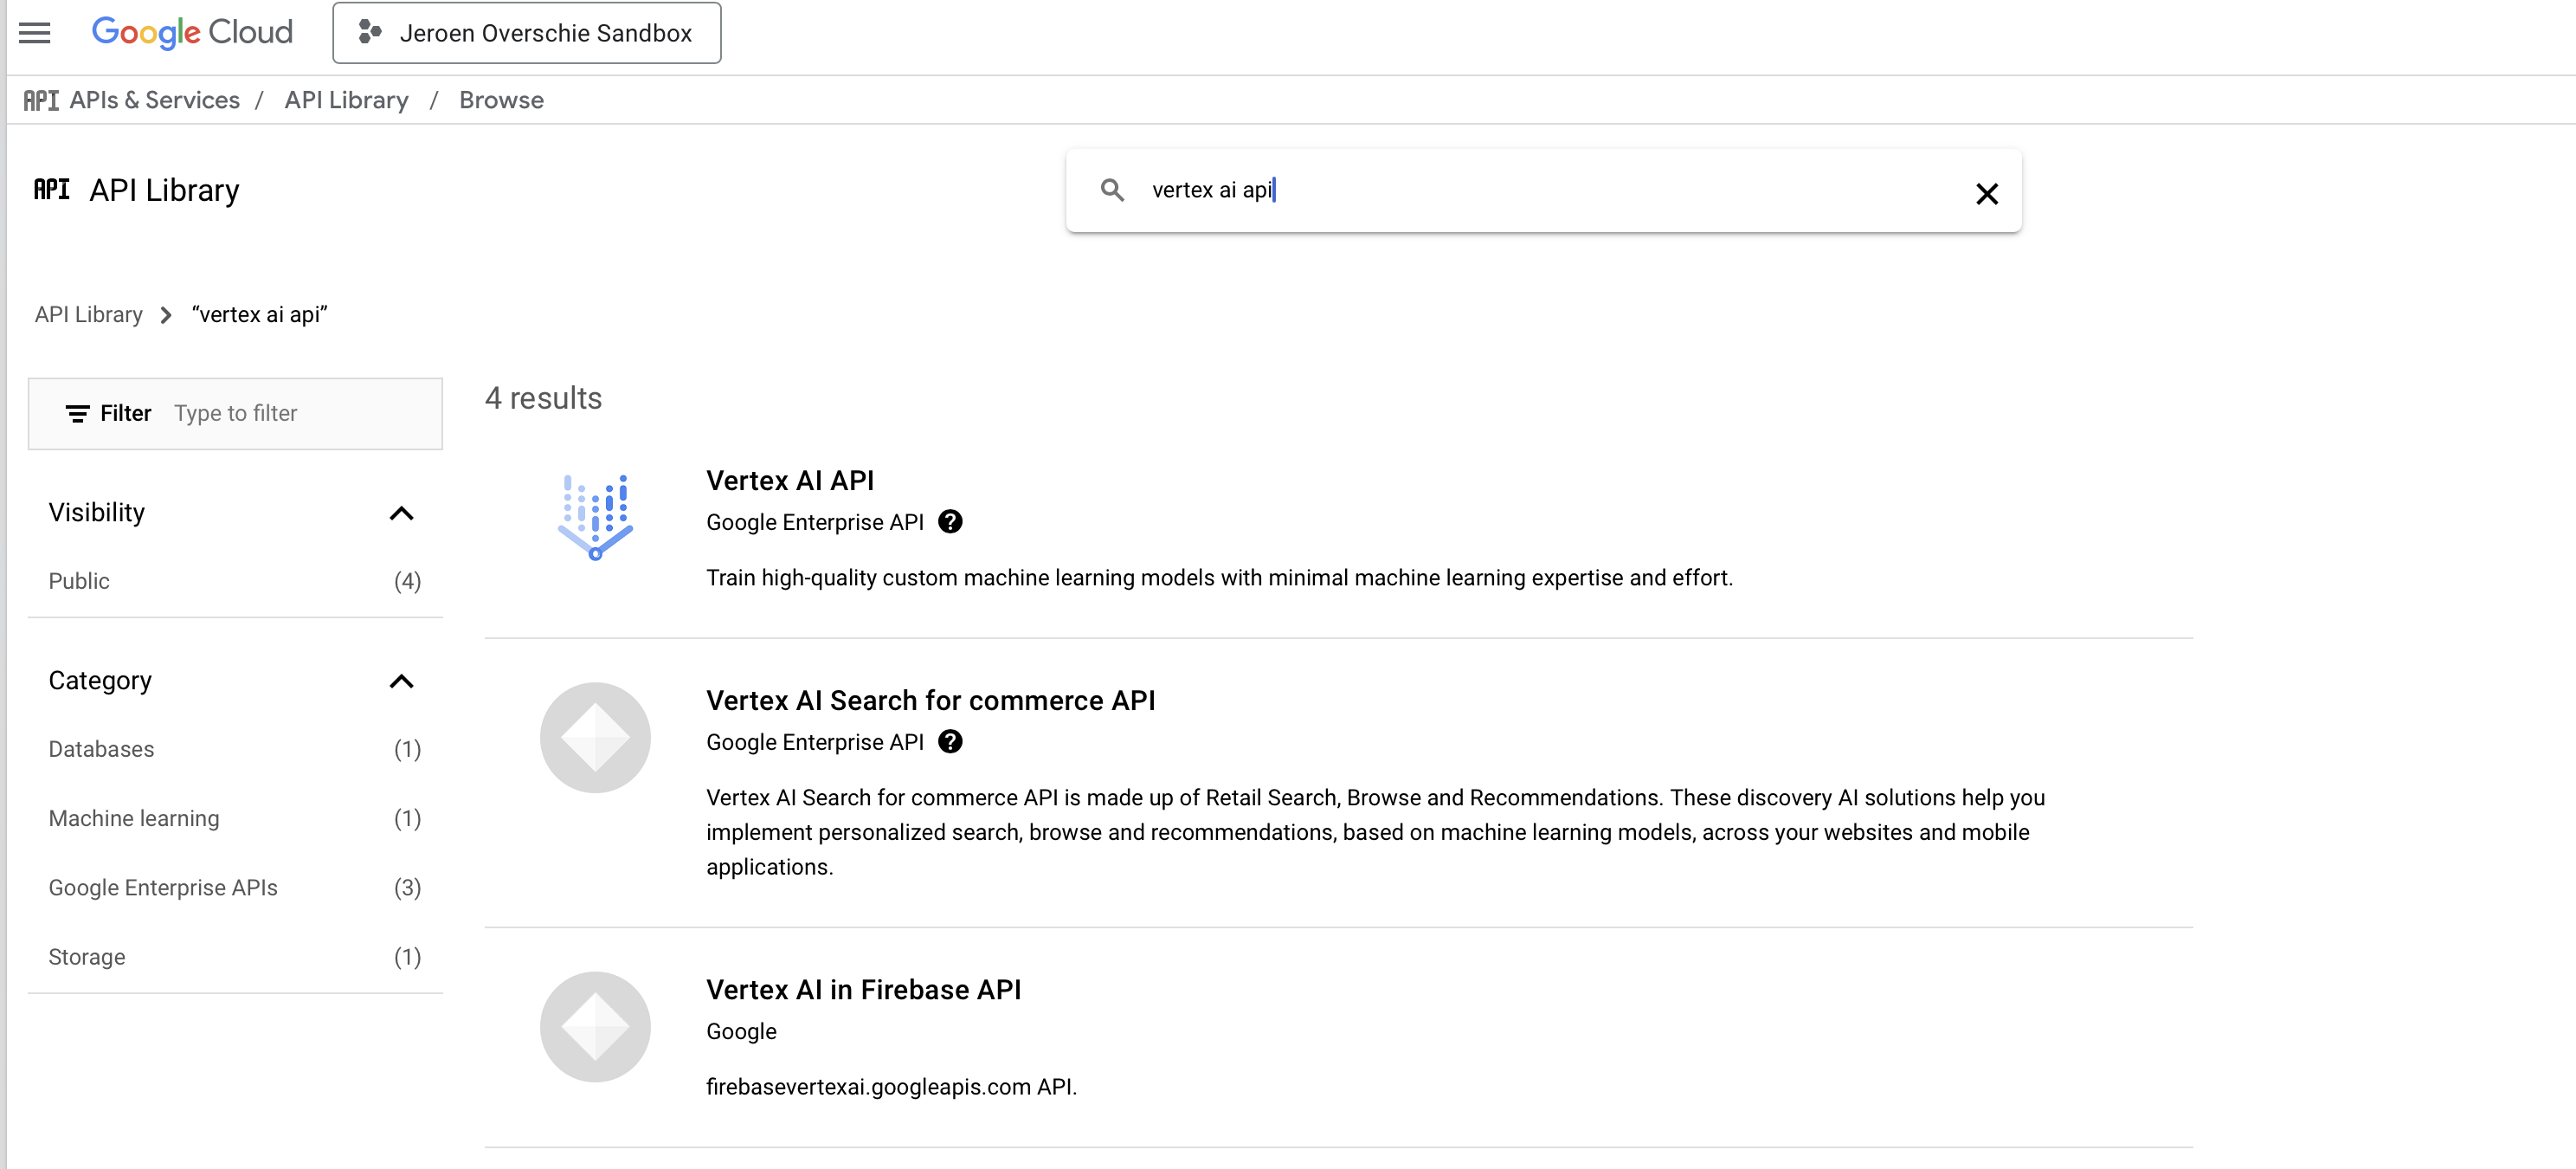 Google Cloud
Jeroen Overschie Sandbox
API APIs & Services / API Library / Browse
API API Library
vertex ai api
API Library “vertex ai api”
Filter Type to filter
Visibility
Public (4)
Category
Databases (1)
Machine learning (1)
Google Enterprise APIs (3)
Storage (1)
4 results
Vertex AI API
Google Enterprise API ?
Train high-quality custom machine learning models with minimal machine learning expertise and effort.
Vertex AI Search for commerce API
Google Enterprise API ?
Vertex AI Search for commerce API is made up of Retail Search, Browse and Recommendations. These discovery AI solutions help you
implement personalized search, browse and recommendations, based on machine learning models, across your websites and mobile
applications.
Vertex AI in Firebase API
Google
firebasevertexai.googleapis.com API.